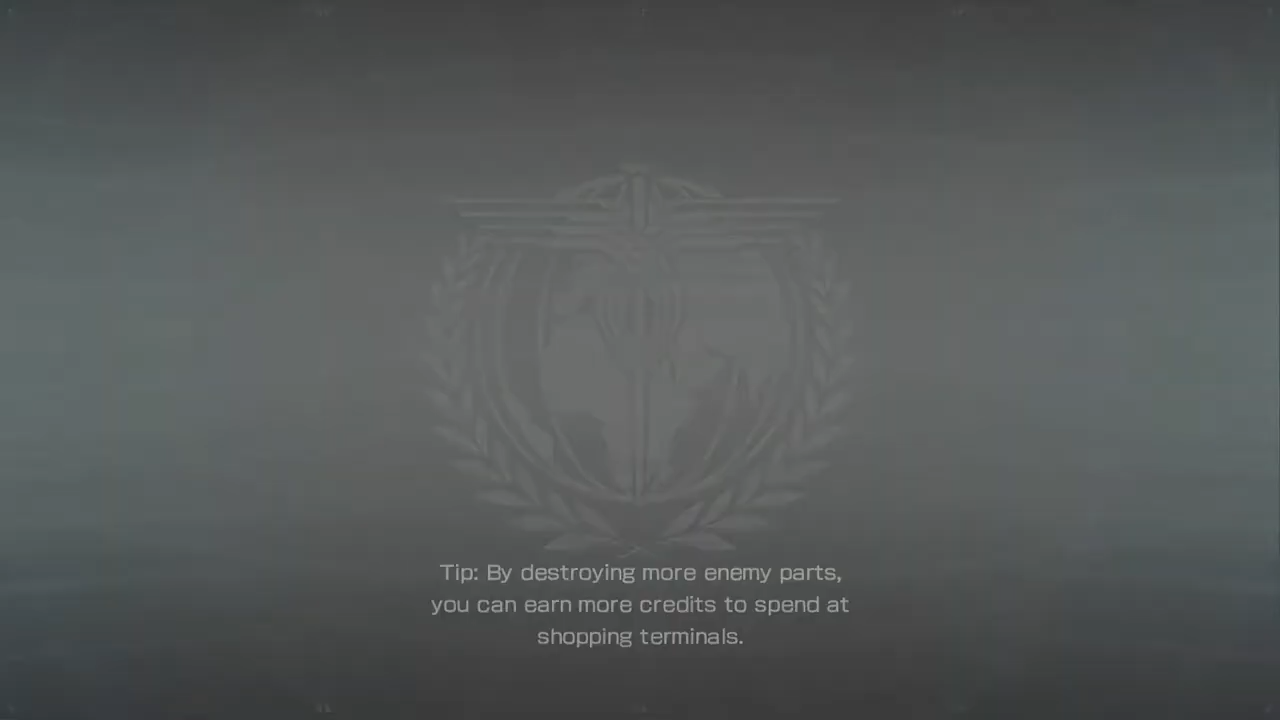 Tip: By destroying more enemy parts,
you can earn more credits to spend at
shopping terminals.